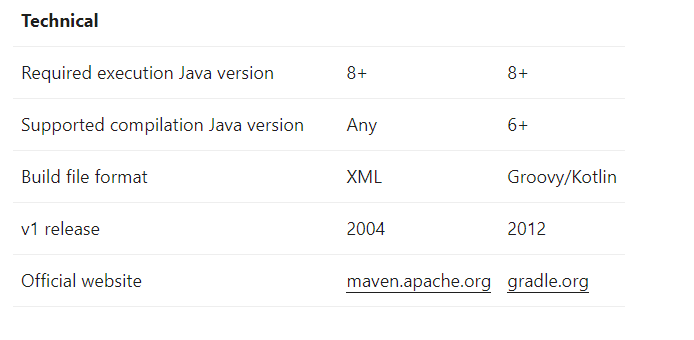 Technical
Required execution Java version 8+ 8+
Supported compilation Java version Any 6+
Build file format XML Groovy/Kotlin
v1 release 2004 2012
Official website maven.apache.org gradle.org